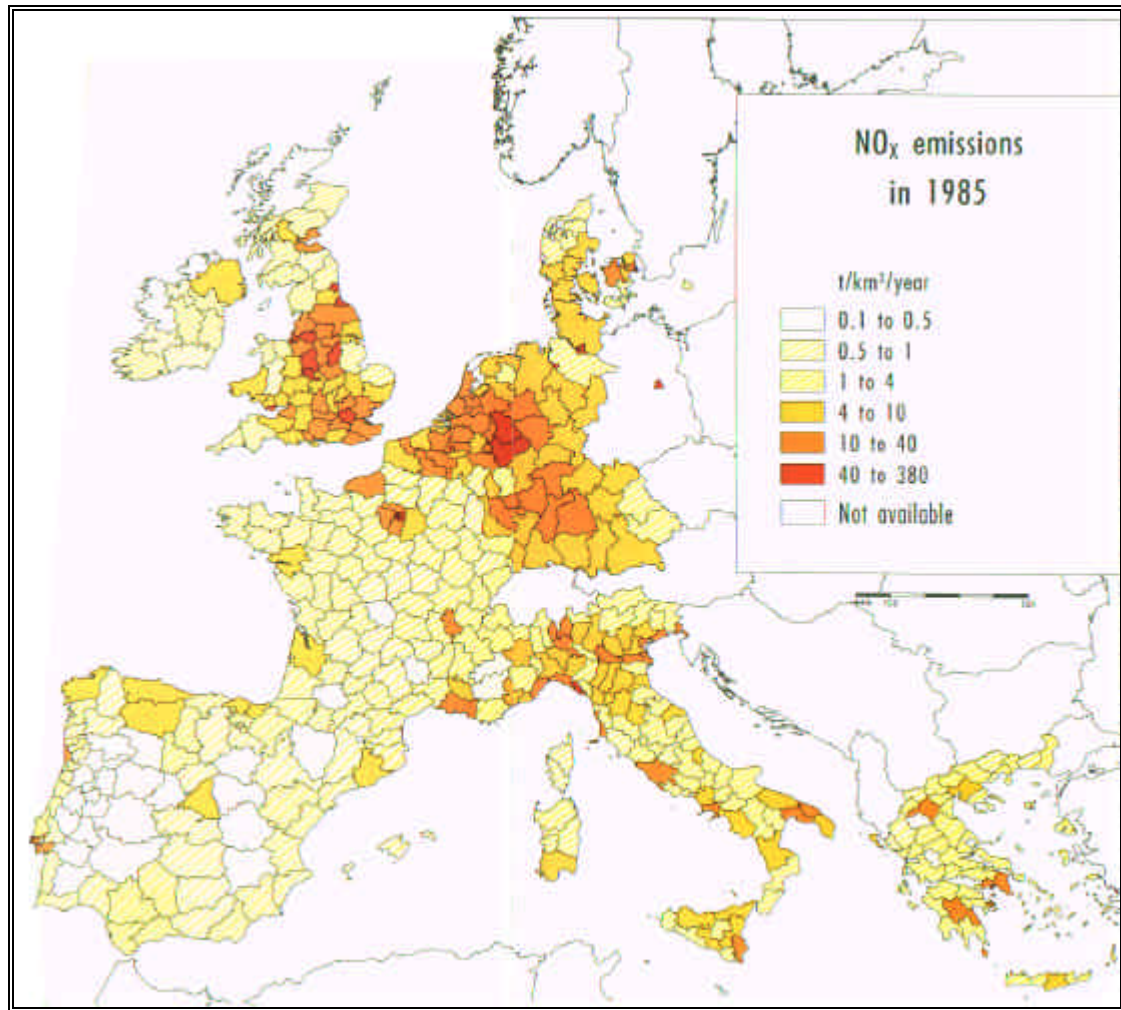 NOx emissions
in 1985
t/km²/year
0.1 to 0.5
0.5 to 1
1 to 4
4 to 10
10 to 40
40 to 380
Not available